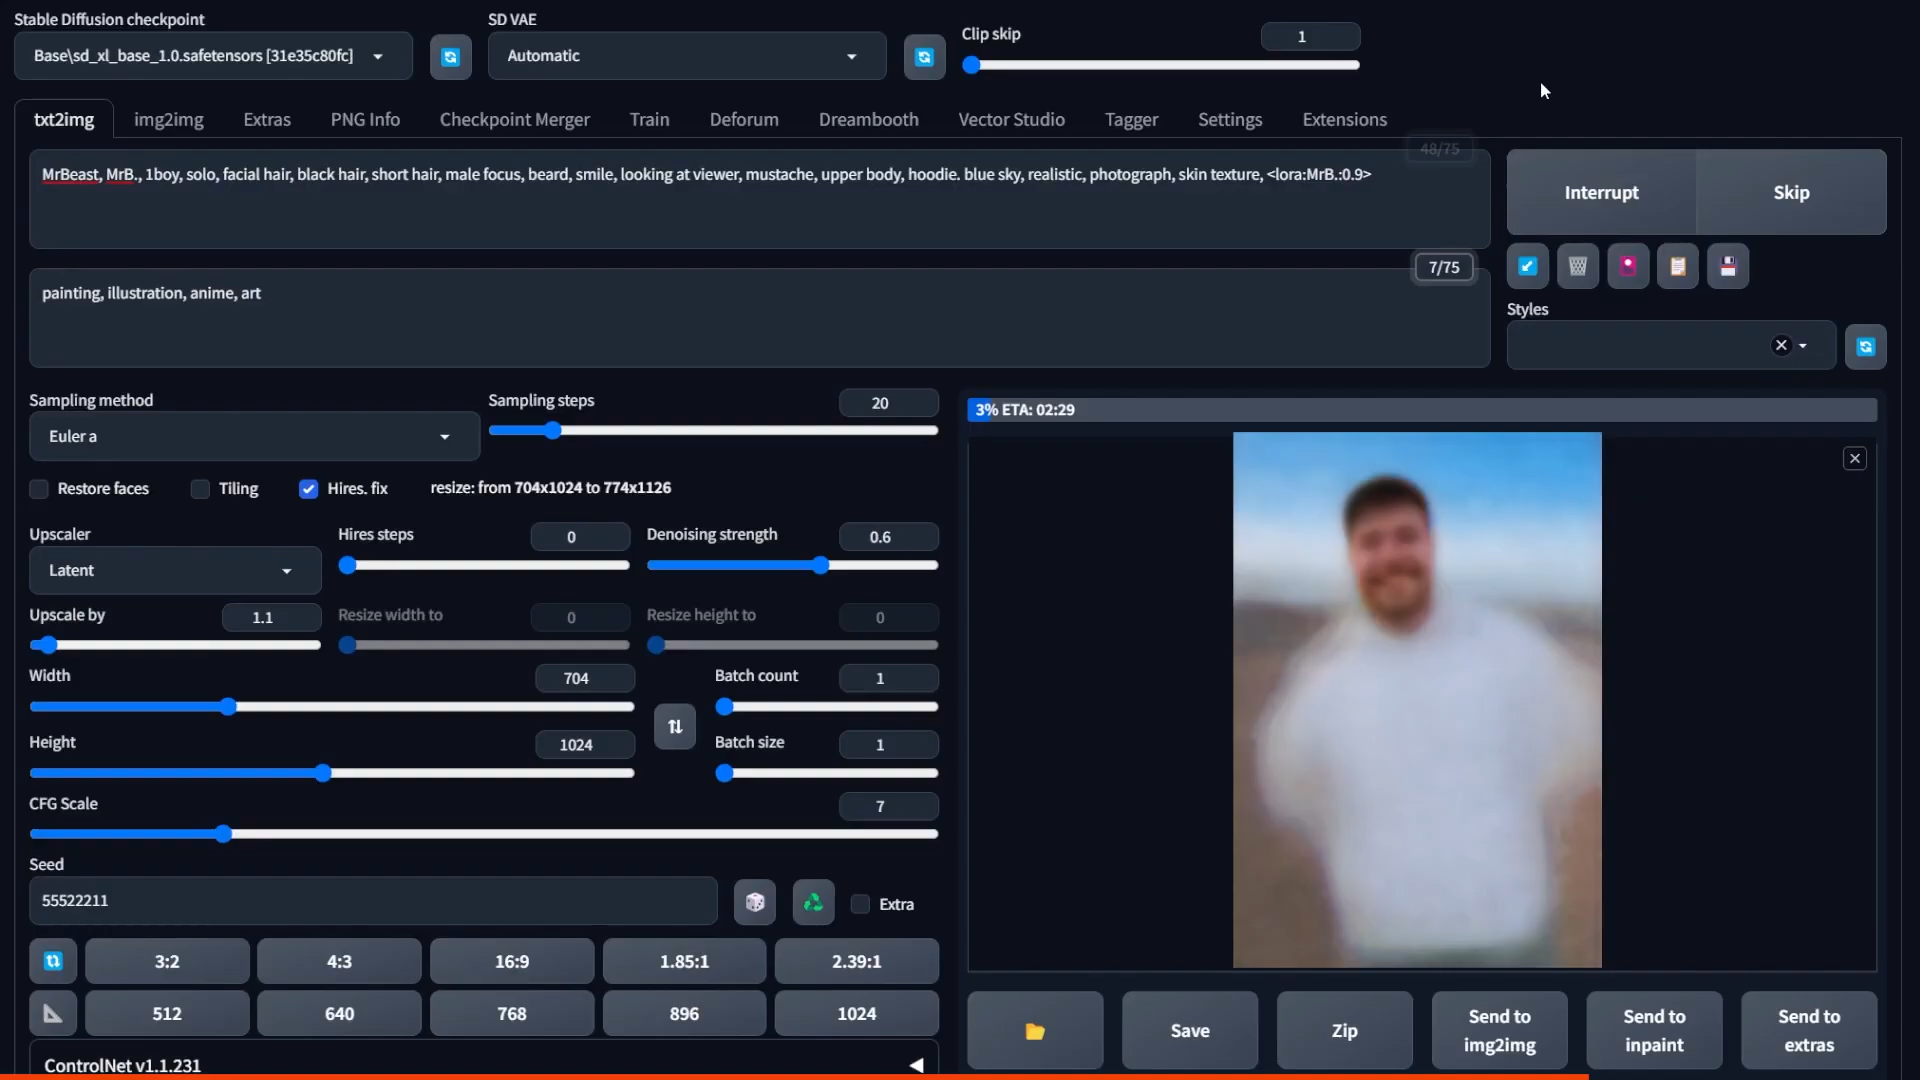 Stable Diffusion checkpoint
SD VAE
Clip skip
1
Base\sd_xl_base_1.0.safetensors [31e35c80fc]
Automatic
txt2img
img2img
Extras
PNG Info
Checkpoint Merger
Train
Deforum
Dreambooth
Vector Studio
Tagger
Settings
Extensions
48/75
MrBeast, MrB., 1boy, solo, facial hair, black hair, short hair, male focus, beard, smile, looking at viewer, mustache, upper body, hoodie. blue sky, realistic, photograph, skin texture, <lora:MrB.:0.9>
Interrupt
Skip
7/75
painting, illustration, anime, art
Styles
Sampling method
Euler a
Sampling steps
20
3% ETA: 02:29
Restore faces
Tiling
Hires. fix
resize: from 704x1024 to 774x1126
Upscaler
Latent
Hires steps
0
Denoising strength
0.6
Upscale by
1.1
Resize width to
0
Resize height to
0
Width
704
Batch count
1
Height
1024
Batch size
1
CFG Scale
7
Seed
55522211
Extra
3:2
4:3
16:9
1.85:1
2.39:1
512
640
768
896
1024
Save
Zip
Send to
img2img
Send to
inpaint
Send to
extras
ControlNet v1.1.231